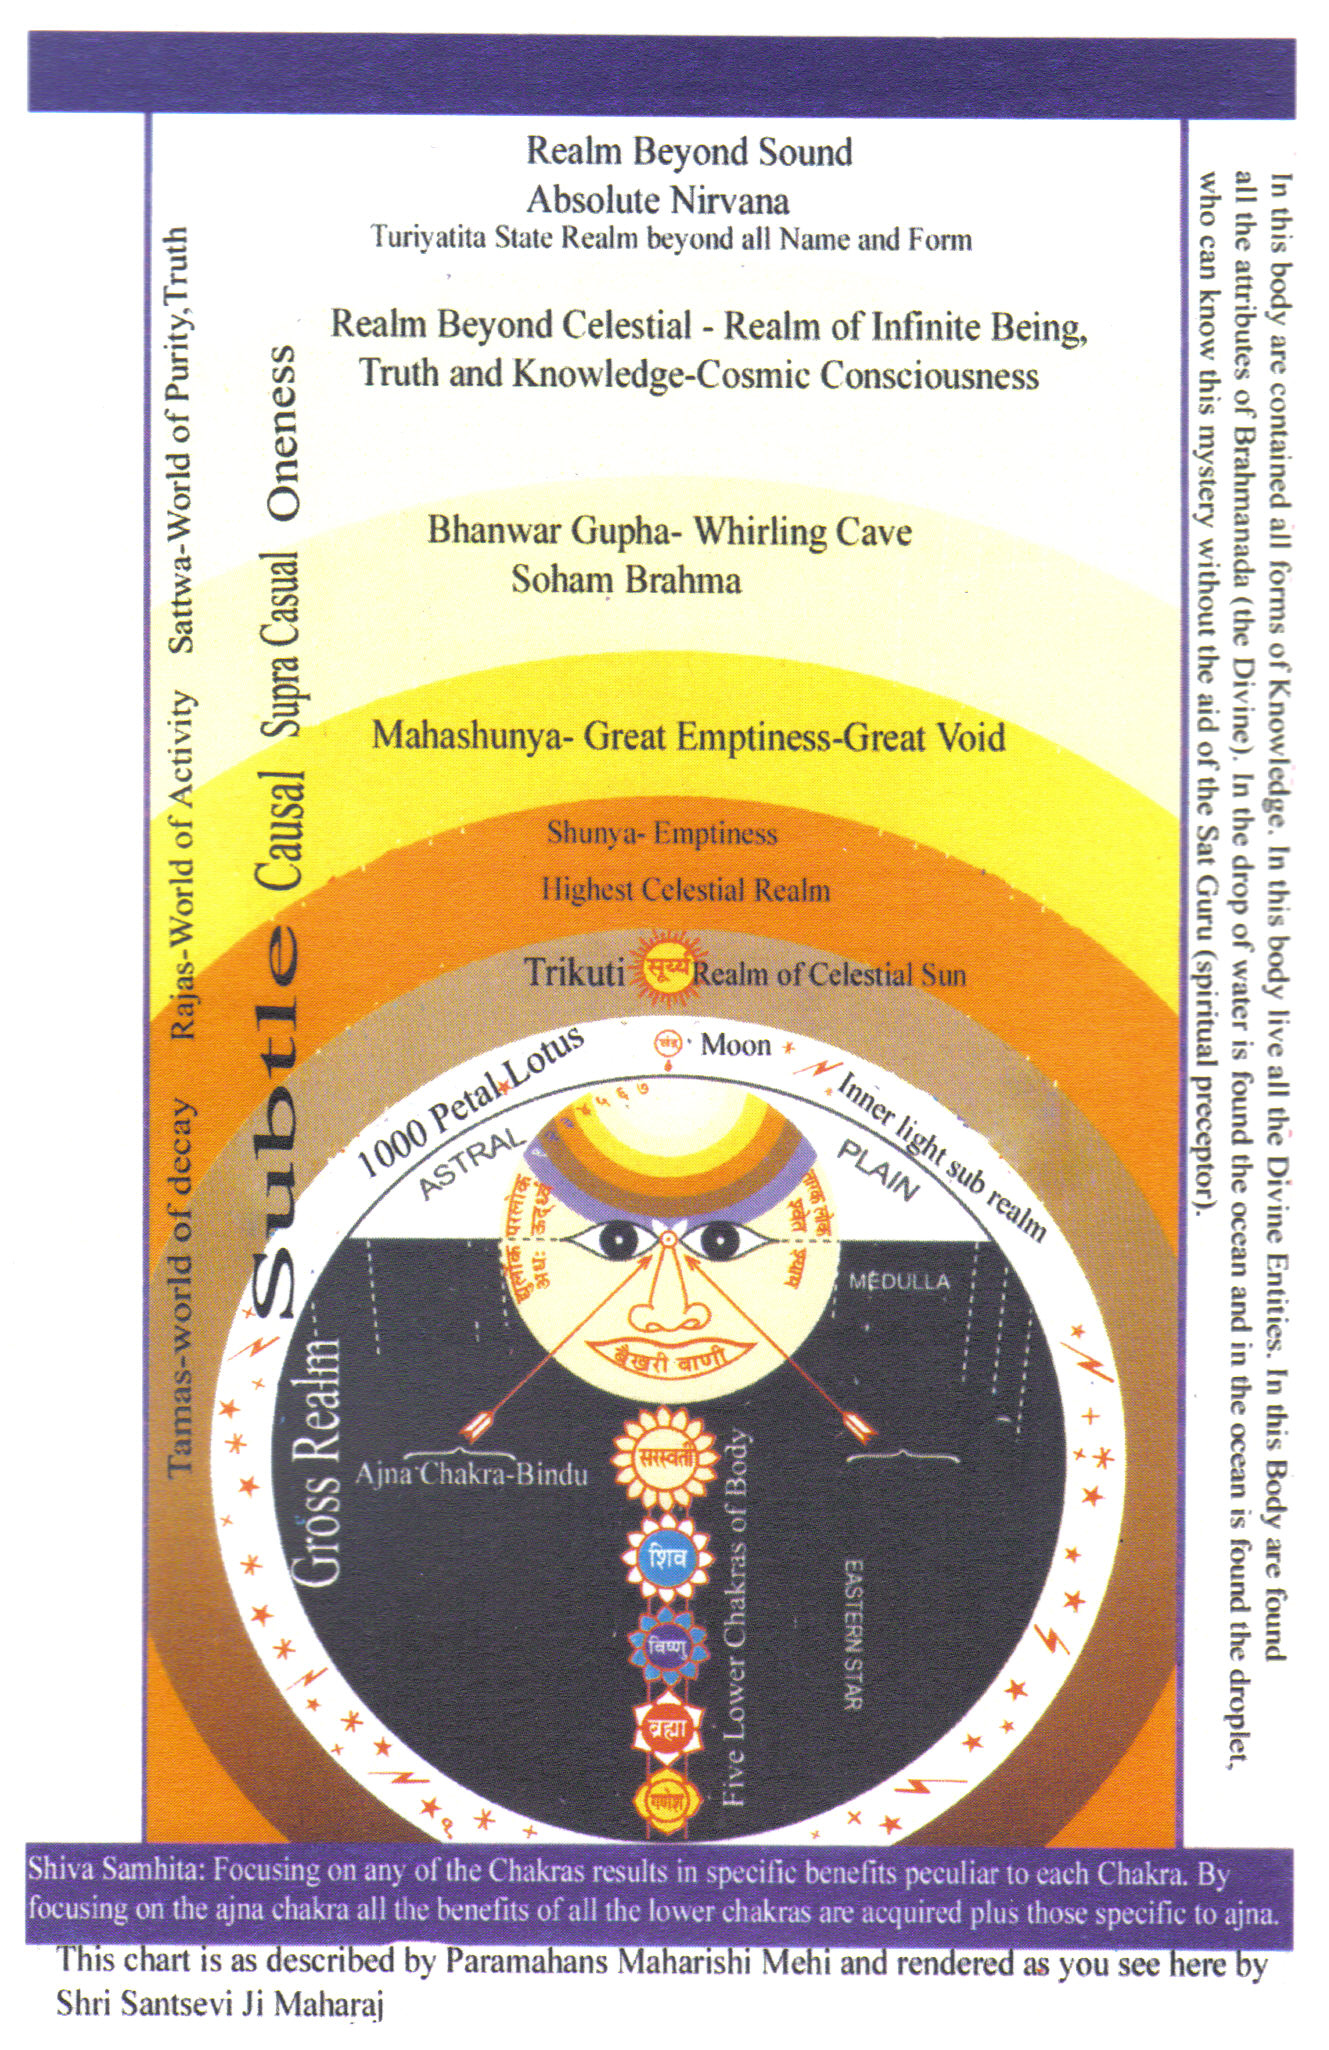 Realm Beyond Sound
Absolute Nirvana
Turiyatita State Realm beyond all Name and Form
Realm Beyond Celestial - Realm of Infinite Being,
Truth and Knowledge-Cosmic Consciousness
Bhanwar Gupha- Whirling Cave
Soham Brahma
Mahashunya- Great Emptiness-Great Void
Shunya- Emptiness
Highest Celestial Realm
Trikuti सूर्य्य Realm of Celestial Sun
1000 Petal Lotus
चंद्र Moon
Inner light sub realm
ASTRAL
PLAIN
४ ५ ६ ७
द्युलोक परलोक
अधः ऊर्द्ध्व
तारक लोक
श्वेत श्याम
MEDULLA
बैखरी वाणी
Ajna Chakra-Bindu
सरस्वती
शिव
विष्णु
ब्रह्मा
गणेश
Five Lower Chakras of Body
EASTERN STAR
Gross Realm
Subtle Causal Supra Casual Oneness
Tamas-world of decay Rajas-World of Activity Sattwa-World of Purity,Truth
In this body are contained all forms of Knowledge. In this body live all the Divine Entities. In this Body are found
all the attributes of Brahmanada (the Divine). In the drop of water is found the ocean and in the ocean is found the droplet,
who can know this mystery without the aid of the Sat Guru (spiritual preceptor).
Shiva Samhita: Focusing on any of the Chakras results in specific benefits peculiar to each Chakra. By
focusing on the ajna chakra all the benefits of all the lower chakras are acquired plus those specific to ajna.
This chart is as described by Paramahans Maharishi Mehi and rendered as you see here by
Shri Santsevi Ji Maharaj